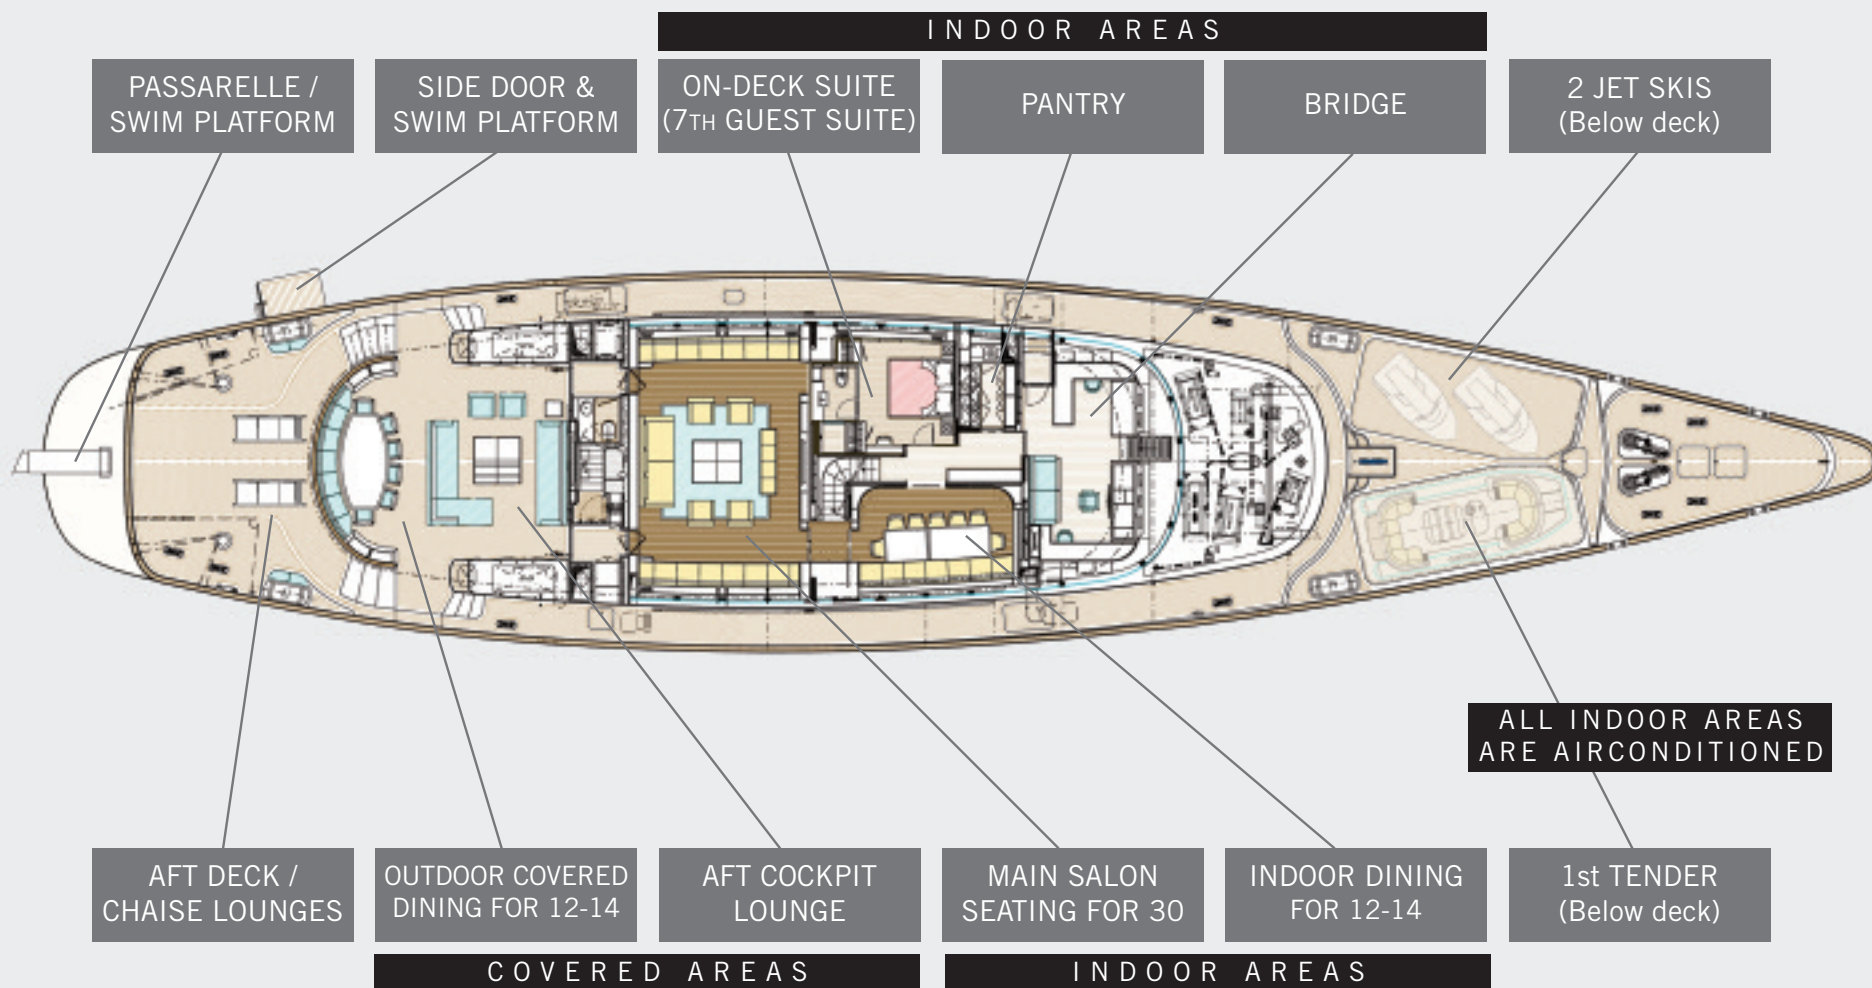 INDOOR AREAS
PASSARELLE /
SWIM PLATFORM
SIDE DOOR &
SWIM PLATFORM
ON-DECK SUITE
(7TH GUEST SUITE)
PANTRY
BRIDGE
2 JET SKIS
(Below deck)
ALL INDOOR AREAS
ARE AIRCONDITIONED
AFT DECK /
CHAISE LOUNGES
OUTDOOR COVERED
DINING FOR 12-14
AFT COCKPIT
LOUNGE
MAIN SALON
SEATING FOR 30
INDOOR DINING
FOR 12-14
1st TENDER
(Below deck)
COVERED AREAS
INDOOR AREAS